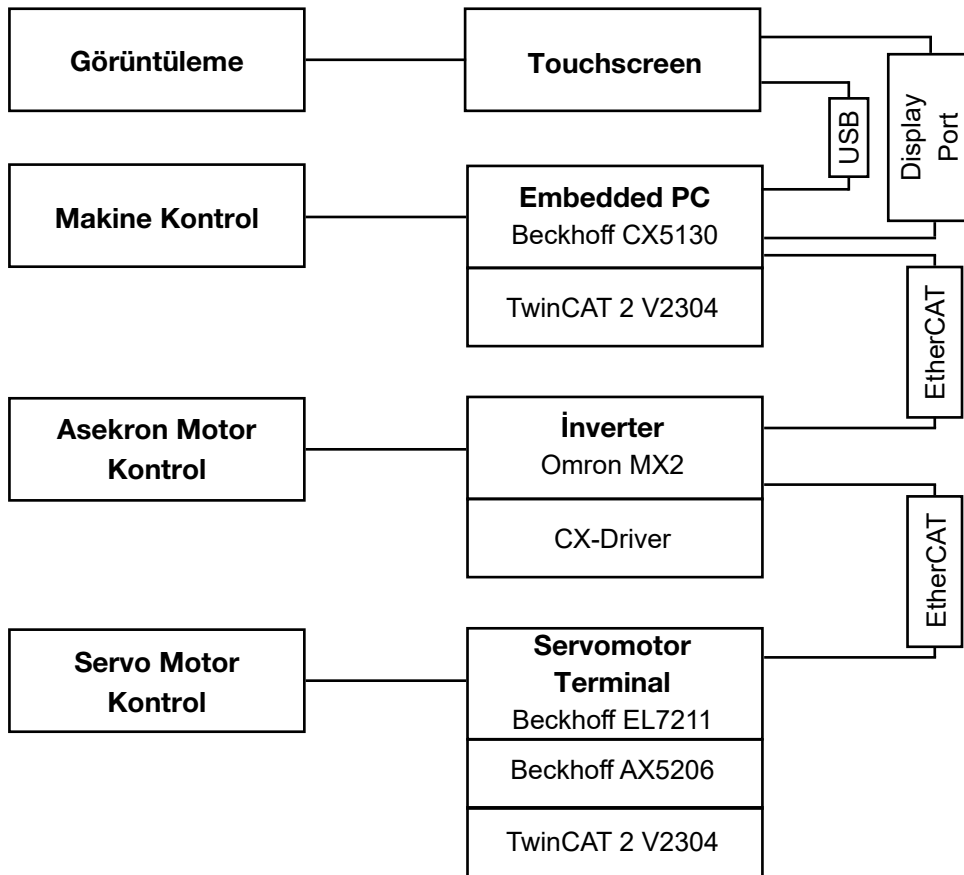 Görüntüleme
Touchscreen
USB
Display
Port
Makine Kontrol
Embedded PC
Beckhoff CX5130
TwinCAT 2 V2304
EtherCAT
Asekron Motor
Kontrol
İnverter
Omron MX2
CX-Driver
EtherCAT
Servo Motor
Kontrol
Servomotor
Terminal
Beckhoff EL7211
Beckhoff AX5206
TwinCAT 2 V2304